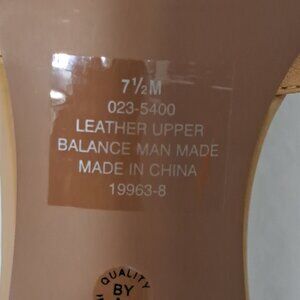 7½M
023-5400
LEATHER UPPER
BALANCE MAN MADE
MADE IN CHINA
19963-8
QUALITY
BY